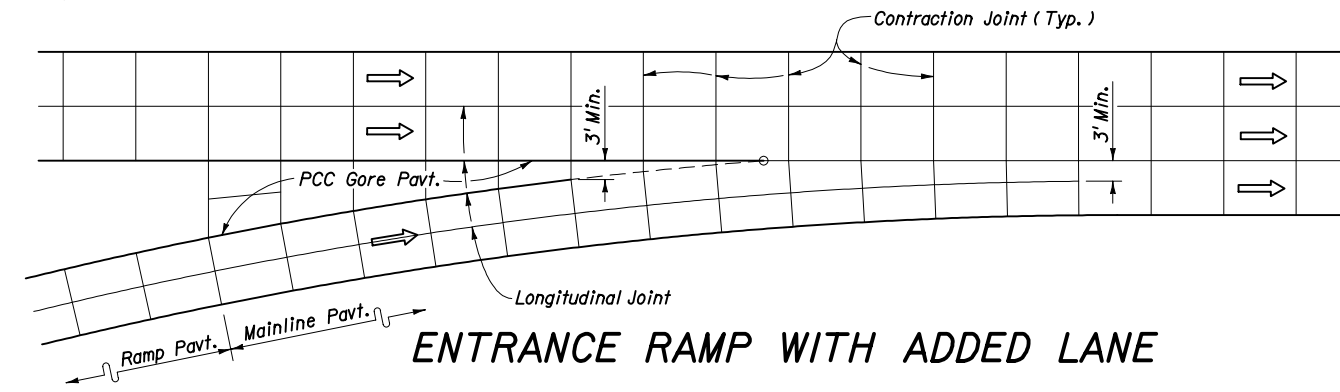 Contraction Joint ( Typ. )
3' Min.
3' Min.
PCC Gore Pavt.
Longitudinal Joint
Mainline Pavt.
Ramp Pavt.
ENTRANCE RAMP WITH ADDED LANE